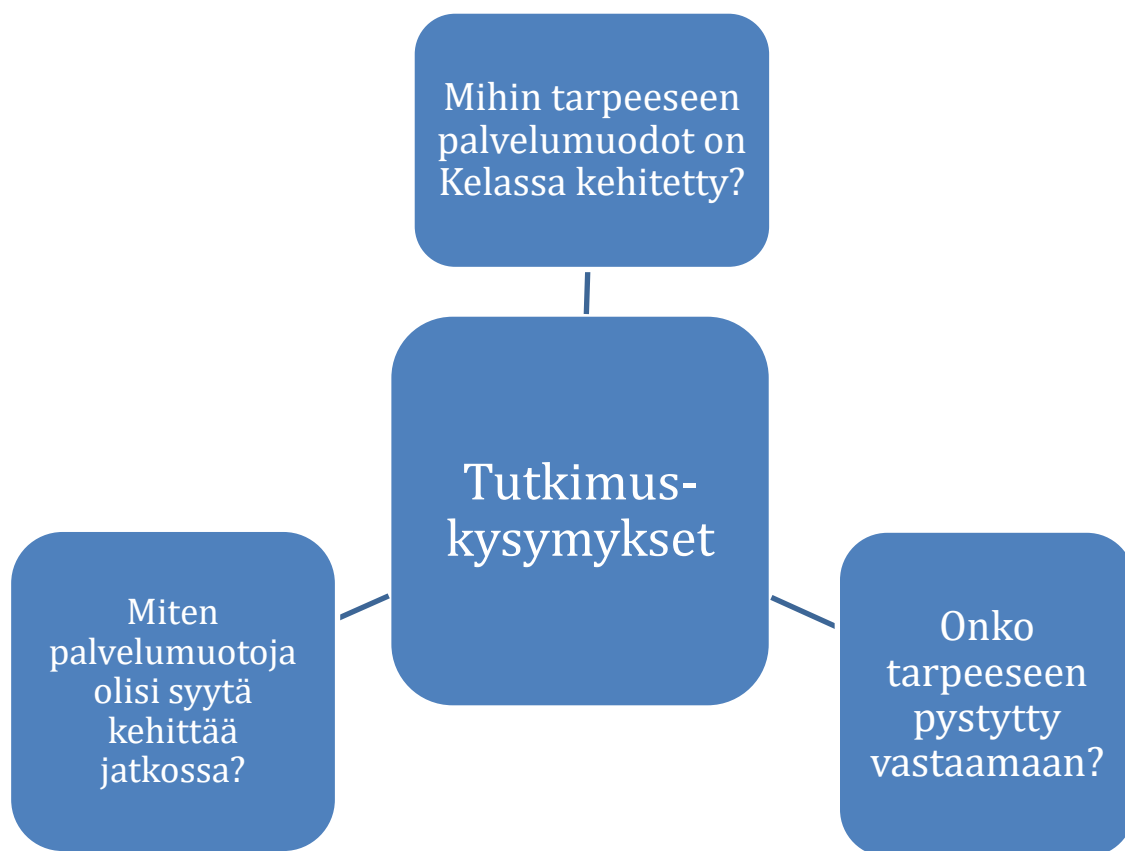 Mihin tarpeeseen
palvelumuodot on
Kelassa kehitetty?
Tutkimus-
kysymykset
Miten
palvelumuotoja
olisi syytä
kehittää
jatkossa?
Onko
tarpeeseen
pystytty
vastaamaan?